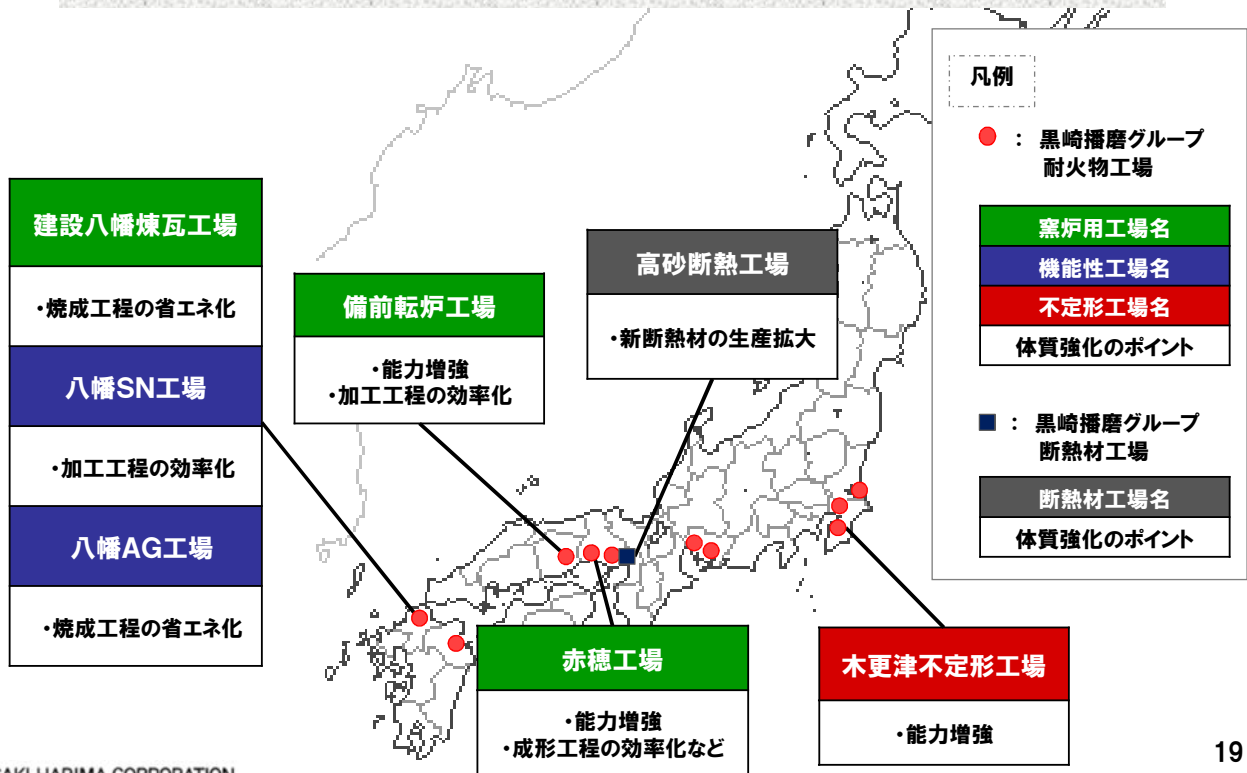 建設八幡煉瓦工場
・焼成工程の省エネ化
八幡SN工場
・加工工程の効率化
八幡AG工場
・焼成工程の省エネ化
備前転炉工場
・能力増強
・加工工程の効率化
高砂断熱工場
・新断熱材の生産拡大
赤穂工場
・能力増強
・成形工程の効率化など
木更津不定形工場
・能力増強
凡例
： 黒崎播磨グループ
耐火物工場
窯炉用工場名
機能性工場名
不定形工場名
体質強化のポイント
： 黒崎播磨グループ
断熱材工場
断熱材工場名
体質強化のポイント
HARIMA CORPORATION
19